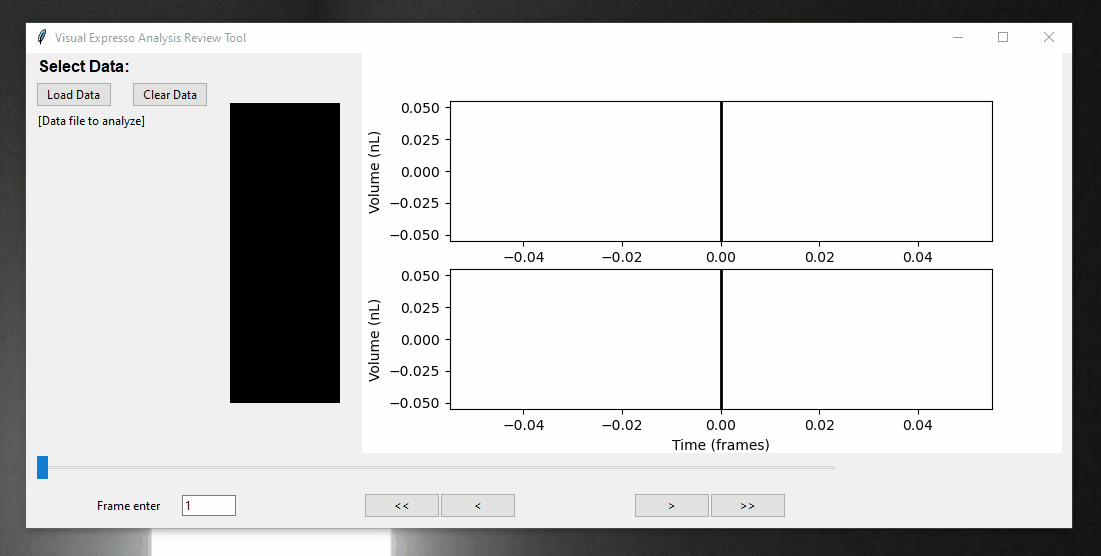 Visual Expresso Analysis Review Tool
Select Data:
Load Data
Clear Data
[Data file to analyze]
Volume (nL)
0.050
0.025
0.000
−0.025
−0.050
−0.04
−0.02
0.00
0.02
0.04
Volume (nL)
0.050
0.025
0.000
−0.025
−0.050
−0.04
−0.02
0.00
0.02
0.04
Time (frames)
Frame enter
1
<<
<
>
>>